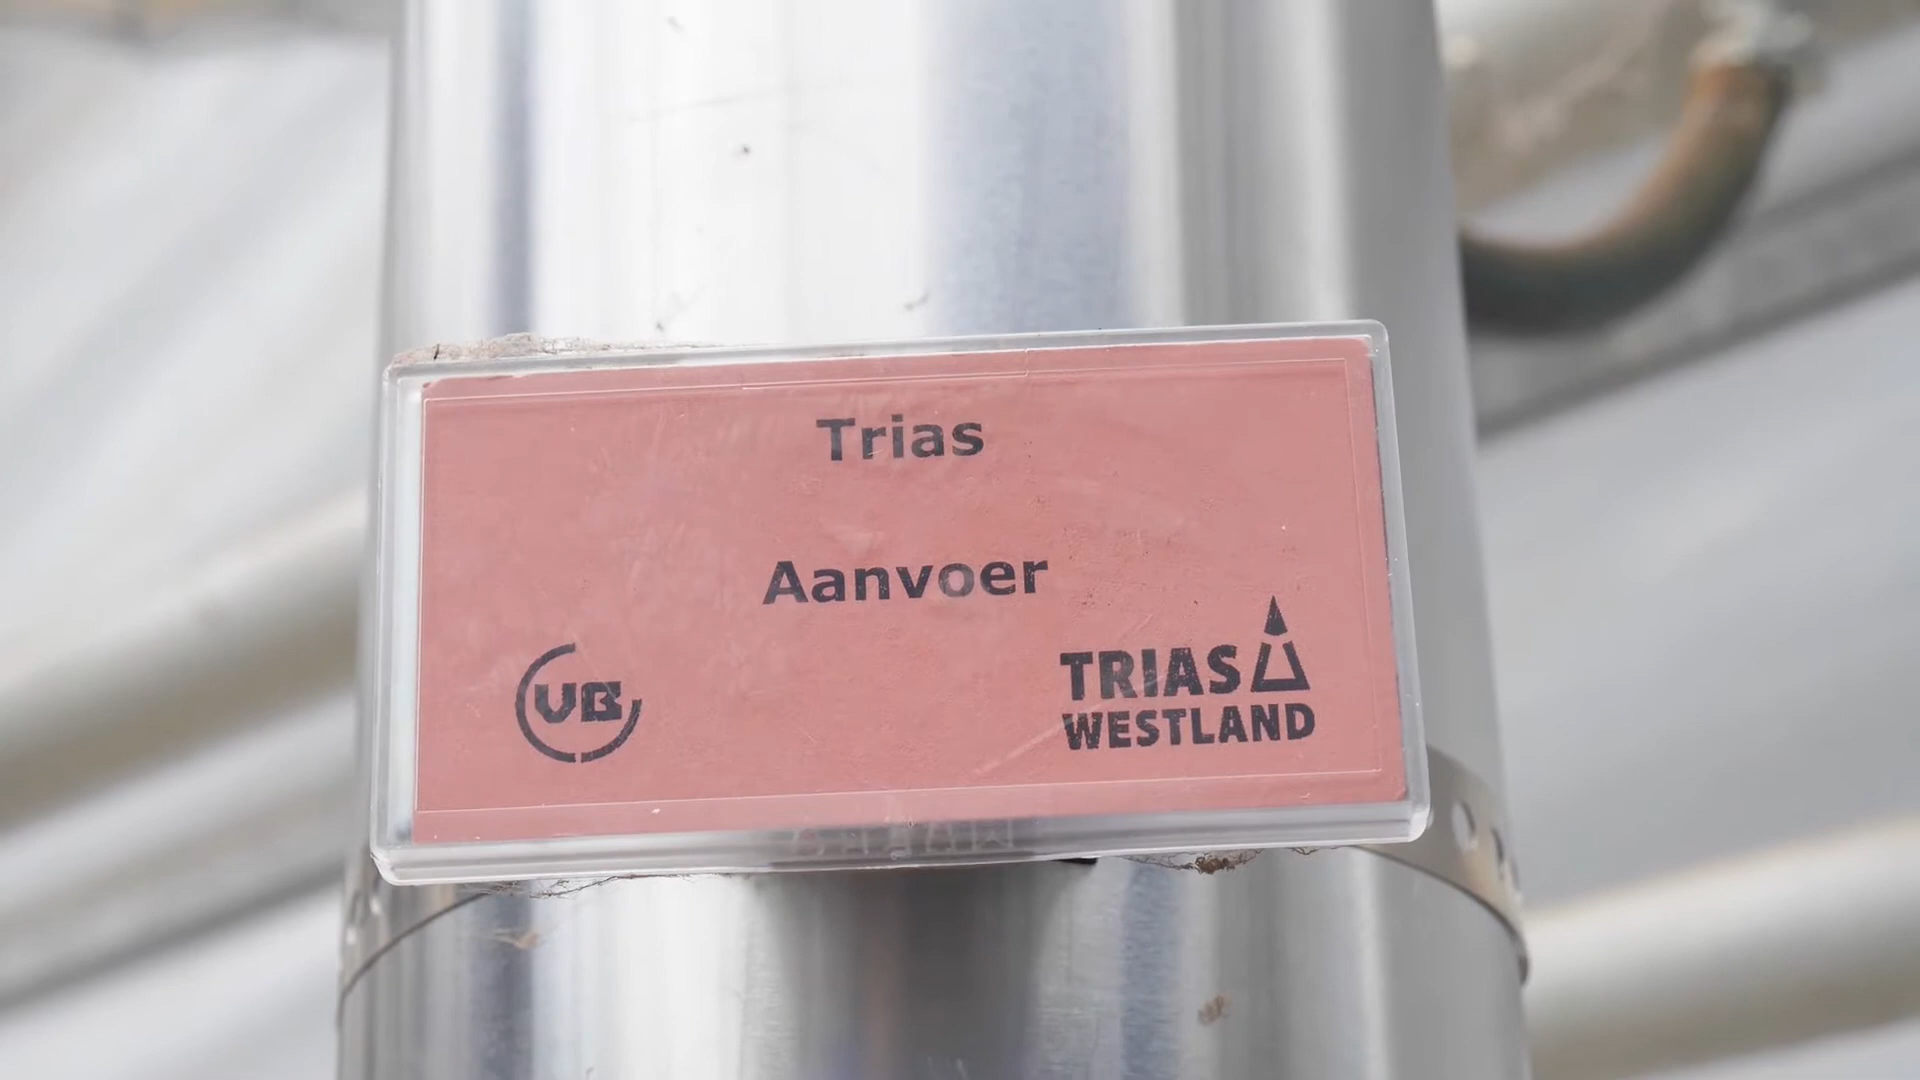 Trias
Aanvoer
VB
TRIAS
WESTLAND